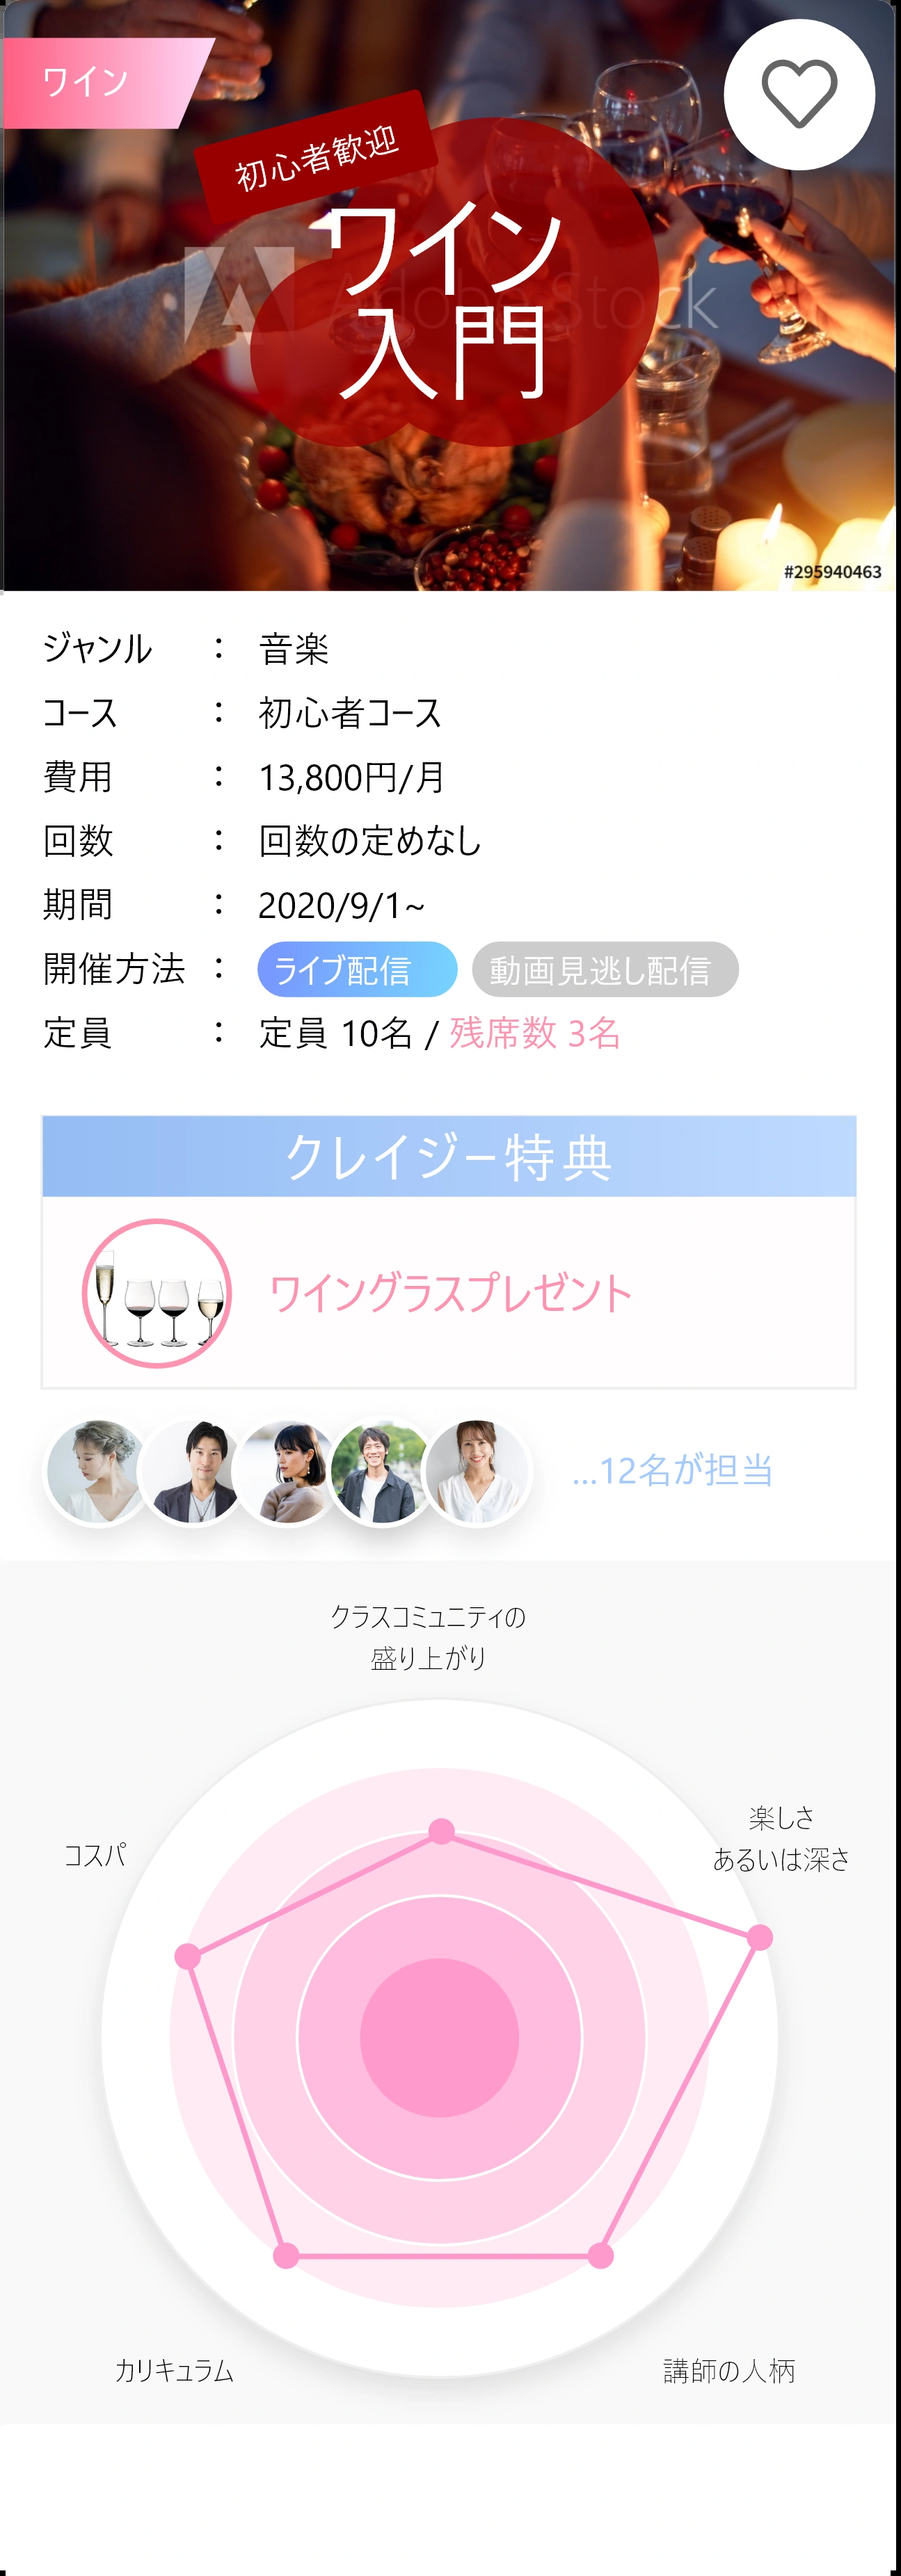 ワイン
初心者歓迎
ワイン
入門
Adobe Stock
#295940463
ジャンル : 音楽
コース : 初心者コース
費用 : 13,800円/月
回数 : 回数の定めなし
期間 : 2020/9/1~
開催方法 : ライブ配信 動画見逃し配信
定員 : 定員 10名 / 残席数 3名
クレイジー特典
ワイングラスプレゼント
...12名が担当
クラスコミュニティの
盛り上がり
楽しさ
あるいは深さ
コスパ
カリキュラム
講師の人柄